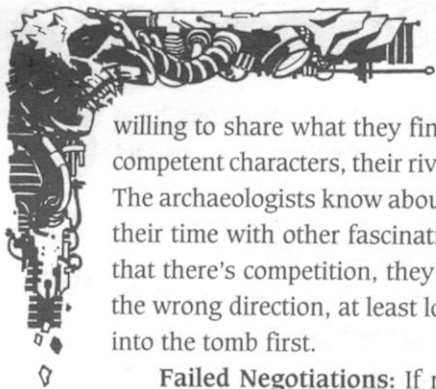 willing to share what they fin
competent characters, their riv
The archaeologists know abou
their time with other fascinati
that there's competition, they
the wrong direction, at least lo
into the tomb first.
Failed Negotiations: If n